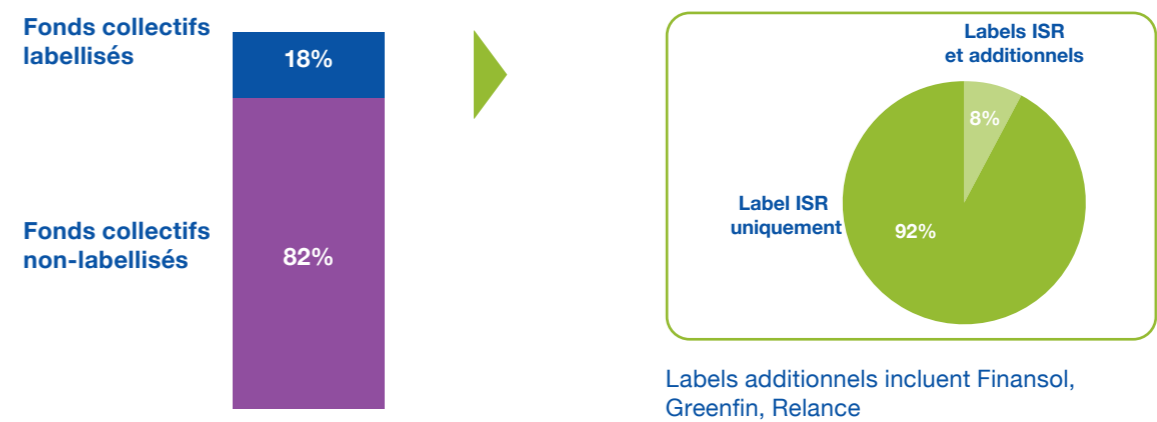 Fonds collectifs
labellisés
18%
Fonds collectifs
non-labellisés
82%
Labels ISR
et additionnels
8%
Label ISR
uniquement
92%
Labels additionnels incluent Finansol,
Greenfin, Relance